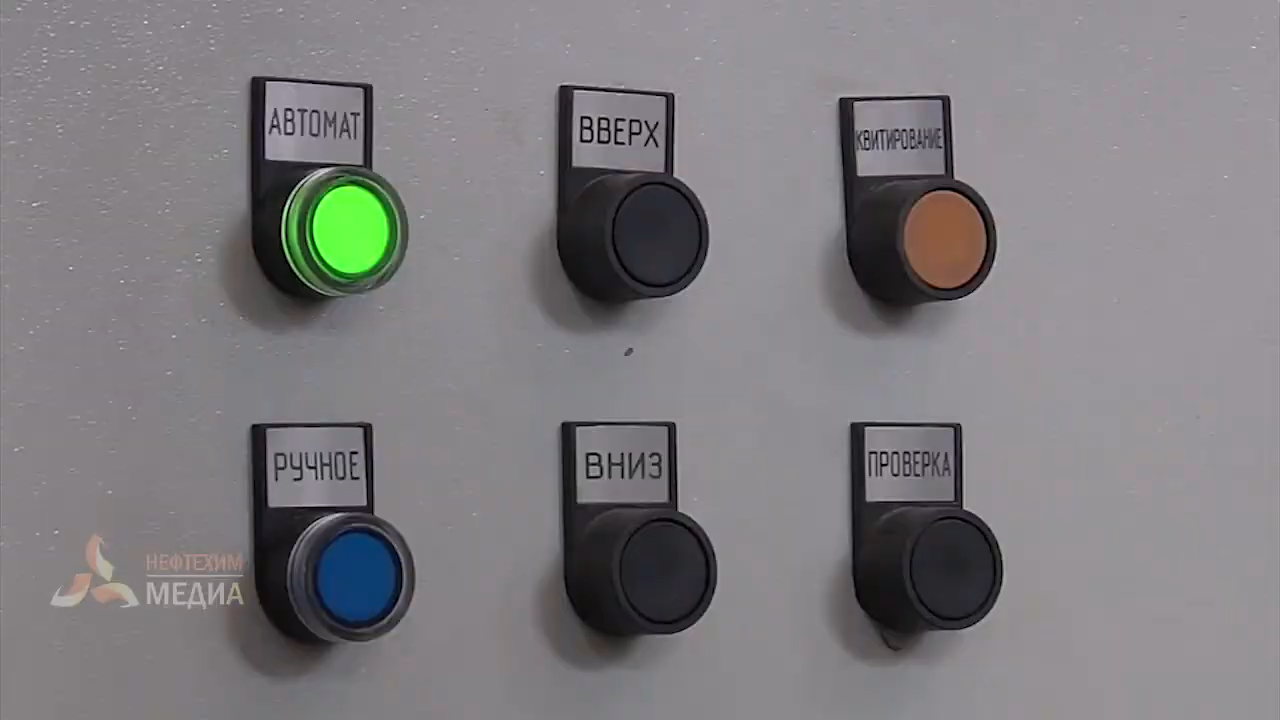 АВТОМАТ
ВВЕРХ
КВИТИРОВАНИЕ
РУЧНОЕ
ВНИЗ
ПРОВЕРКА
НЕФТЕХИМ
МЕДИА